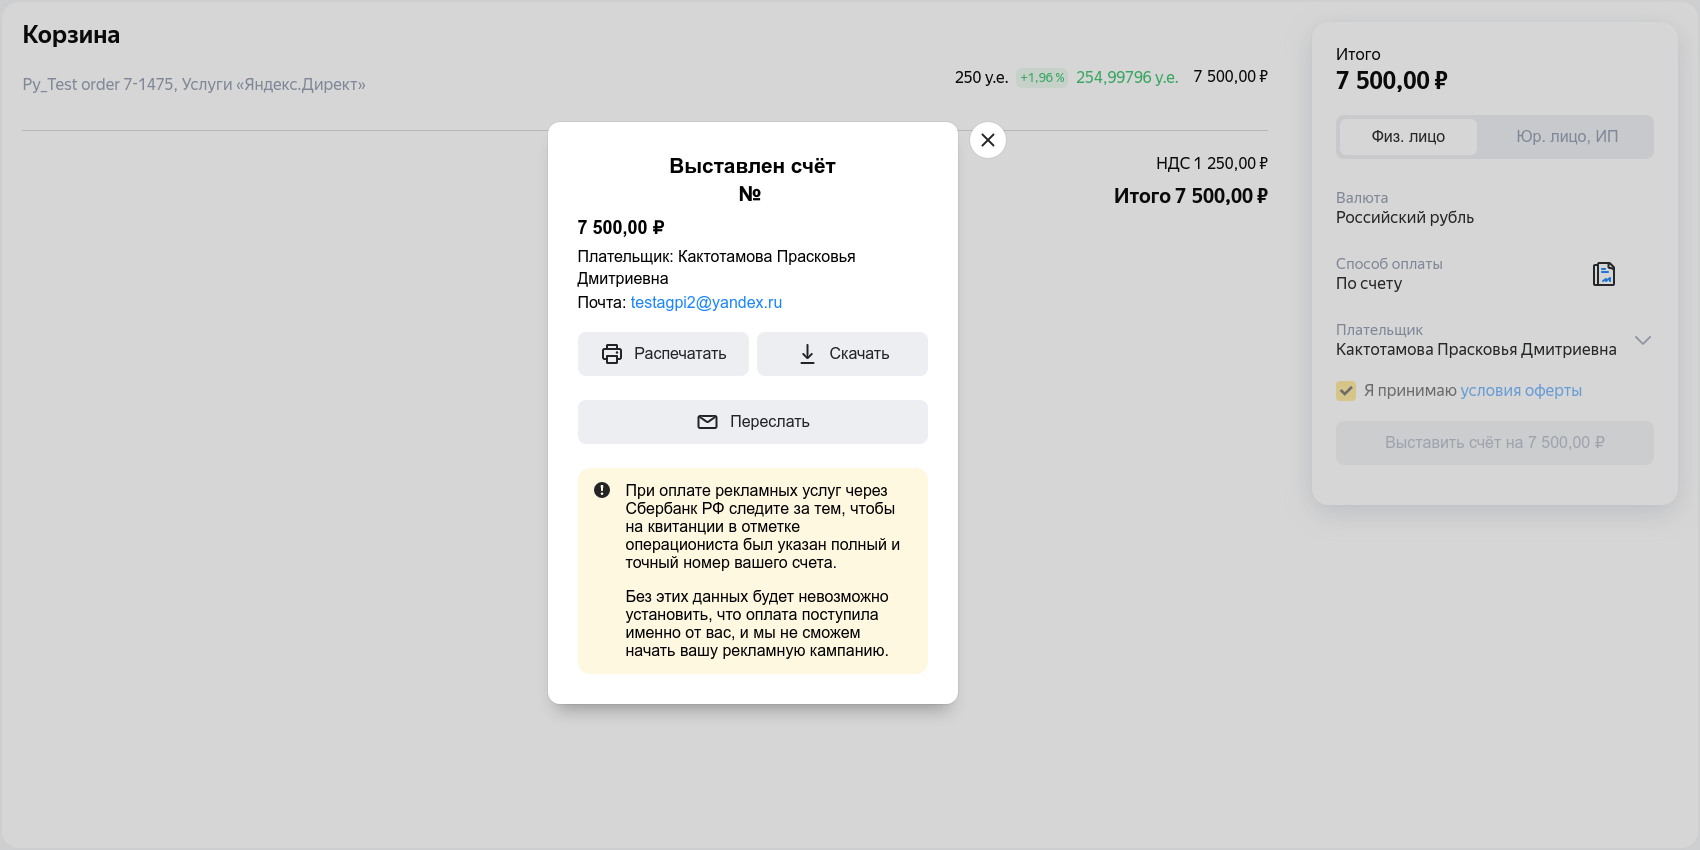 Корзина
Py_Test order 7-1475, Услуги «Яндекс.Директ»
250 у.е. +1,96 % 254,99796 у.е. 7 500,00 ₽
НДС 1 250,00 ₽
Итого 7 500,00 ₽
Выставлен счёт
№
7 500,00 ₽
Плательщик: Кактотамова Прасковья
Дмитриевна
Почта: testagpi2@yandex.ru
Распечатать
Скачать
Переслать
При оплате рекламных услуг через
Сбербанк РФ следите за тем, чтобы
на квитанции в отметке
операциониста был указан полный и
точный номер вашего счета.
Без этих данных будет невозможно
установить, что оплата поступила
именно от вас, и мы не сможем
начать вашу рекламную кампанию.
Итого
7 500,00 ₽
Физ. лицо
Юр. лицо, ИП
Валюта
Российский рубль
Способ оплаты
По счету
Плательщик
Кактотамова Прасковья Дмитриевна
Я принимаю условия оферты
Выставить счёт на 7 500,00 ₽